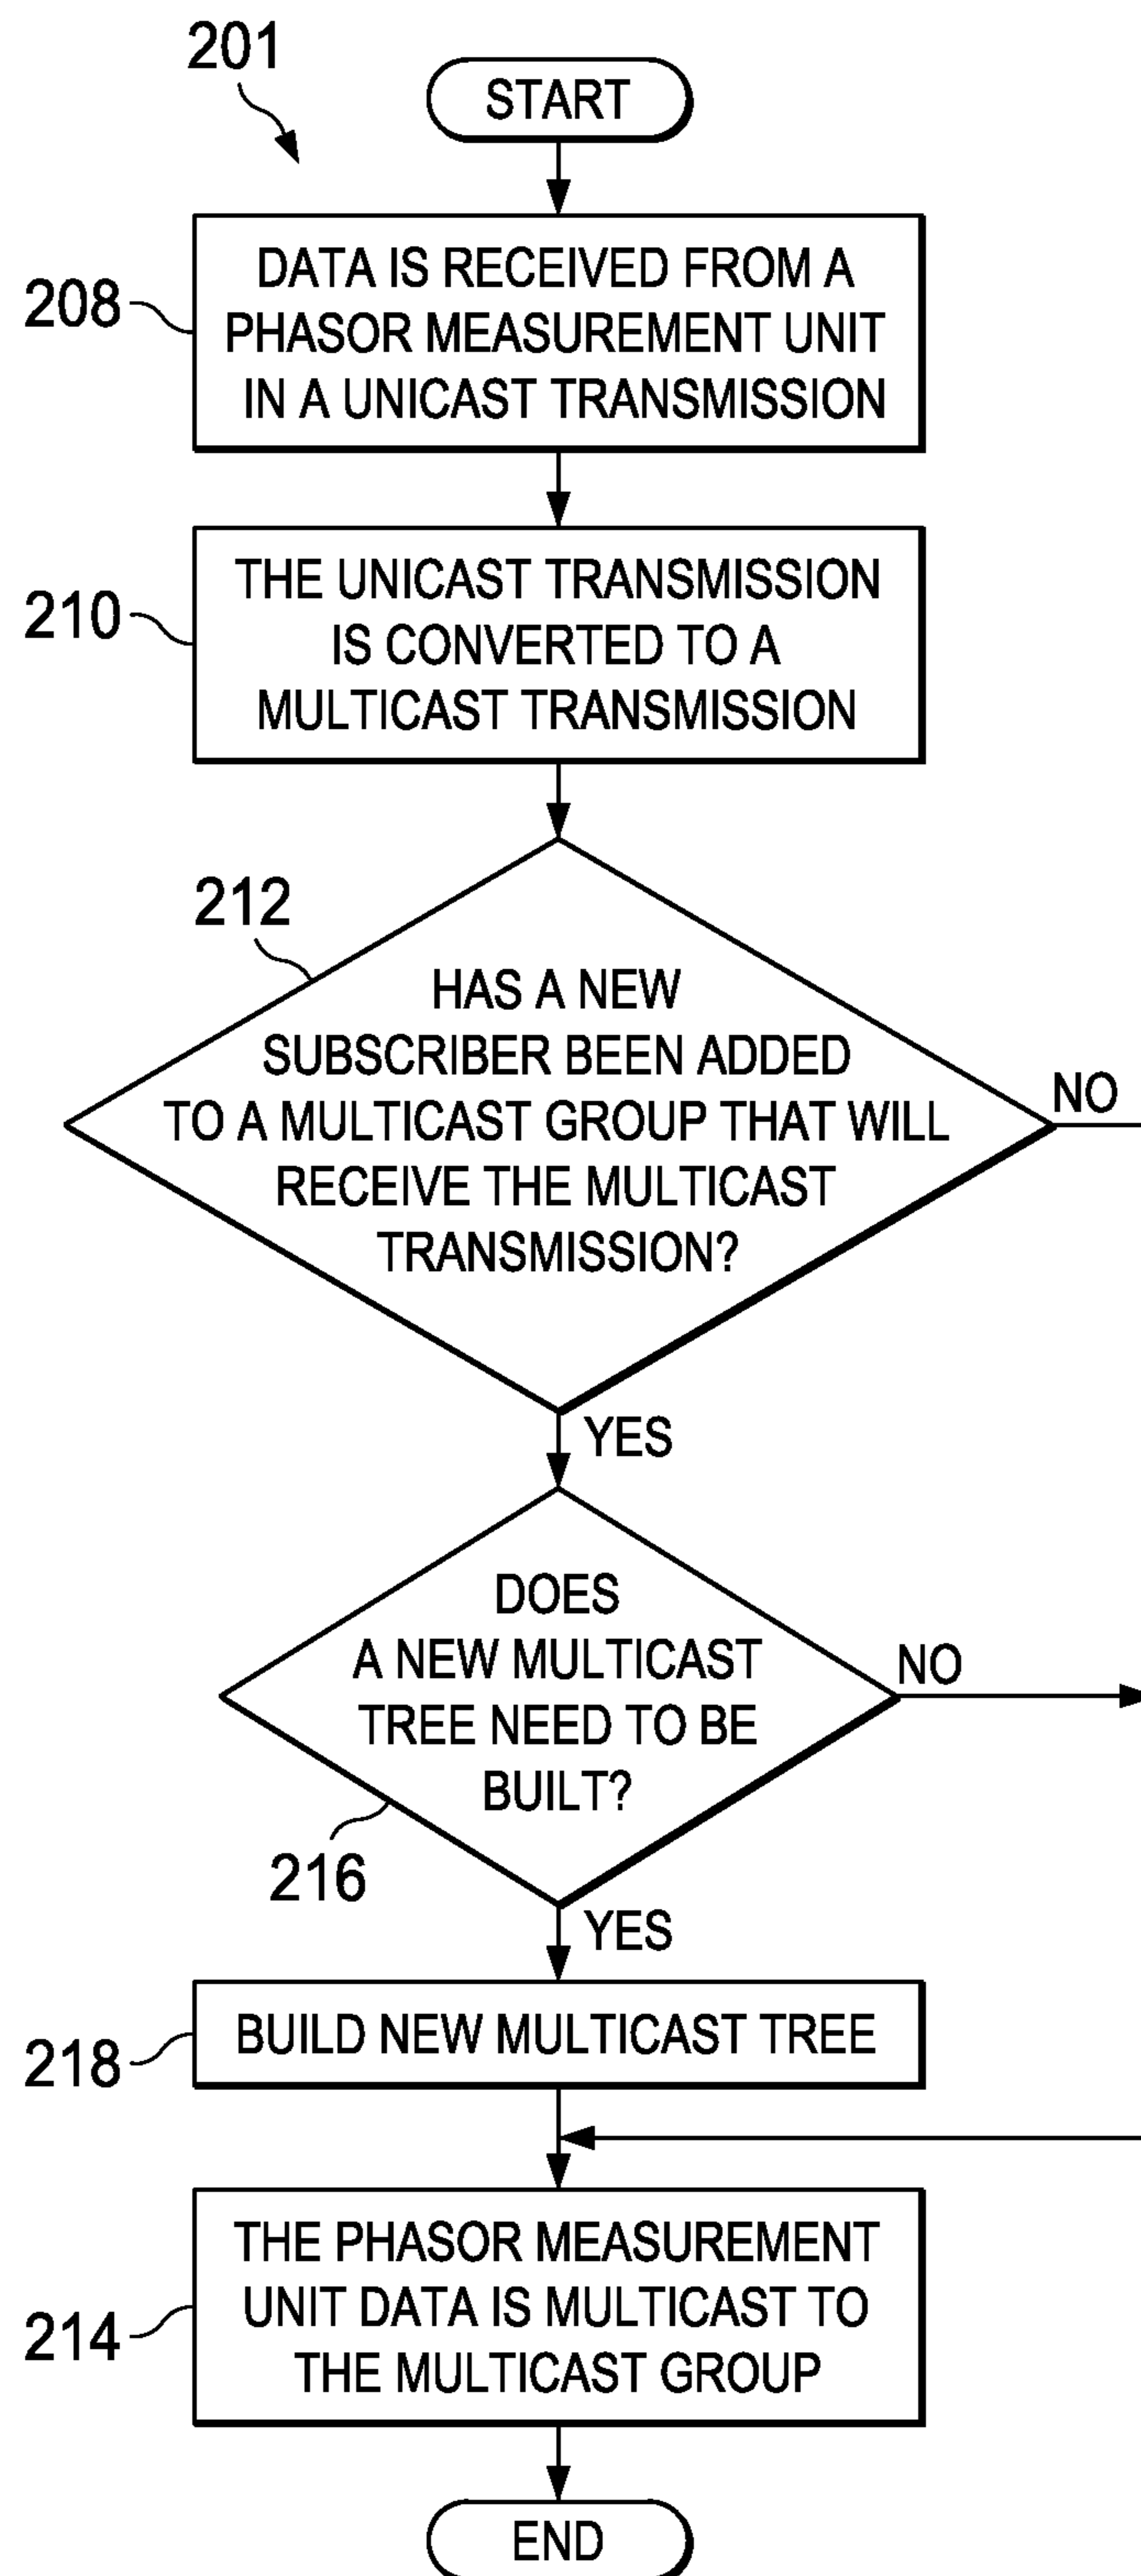 201
START
208
DATA IS RECEIVED FROM A
PHASOR MEASUREMENT UNIT
IN A UNICAST TRANSMISSION
210
THE UNICAST TRANSMISSION
IS CONVERTED TO A
MULTICAST TRANSMISSION
212
HAS A NEW
SUBSCRIBER BEEN ADDED
TO A MULTICAST GROUP THAT WILL
RECEIVE THE MULTICAST
TRANSMISSION?
NO
YES
DOES
A NEW MULTICAST
TREE NEED TO BE
BUILT?
NO
216
YES
218
BUILD NEW MULTICAST TREE
214
THE PHASOR MEASUREMENT
UNIT DATA IS MULTICAST TO
THE MULTICAST GROUP
END